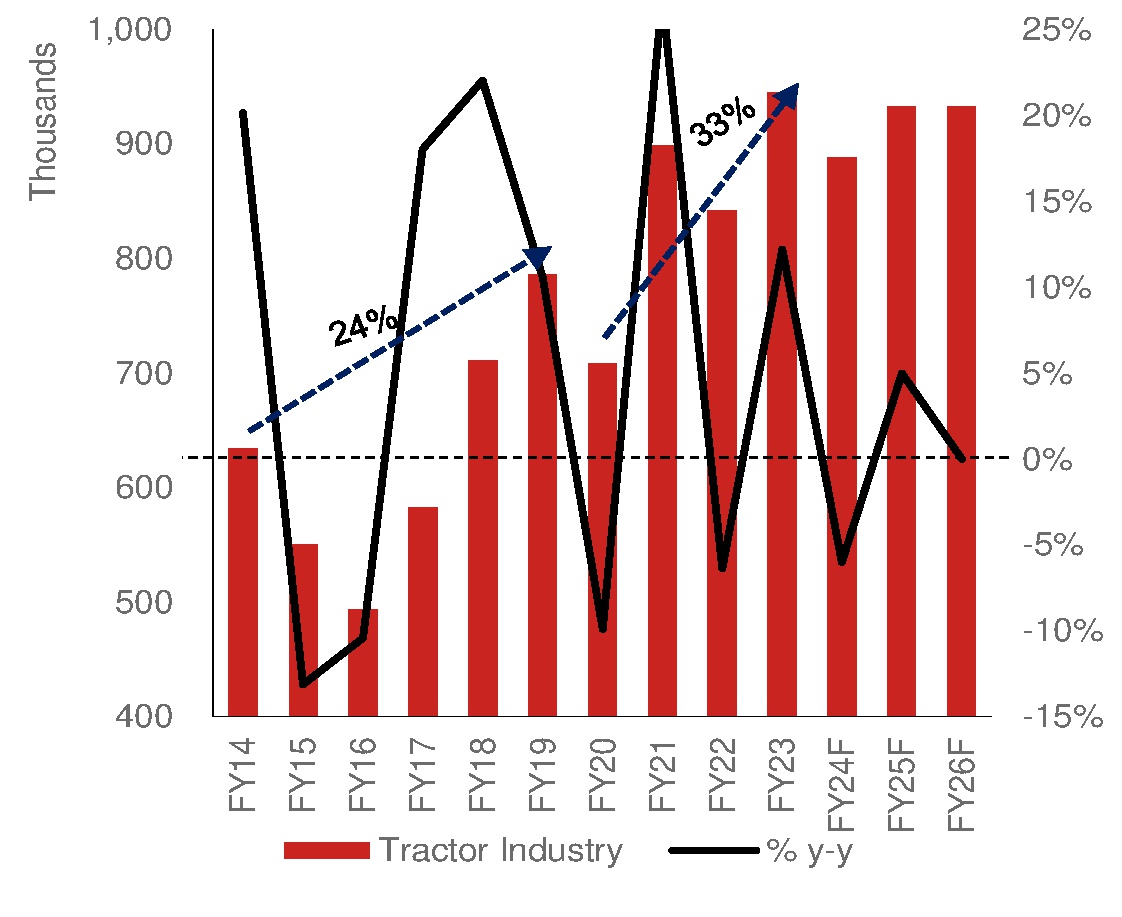 Thousands
1,000
900
800
700
600
500
400
25%
20%
15%
10%
5%
0%
-5%
-10%
-15%
24%
33%
FY14
FY15
FY16
FY17
FY18
FY19
FY20
FY21
FY22
FY23
FY24F
FY25F
FY26F
Tractor Industry
% y-y